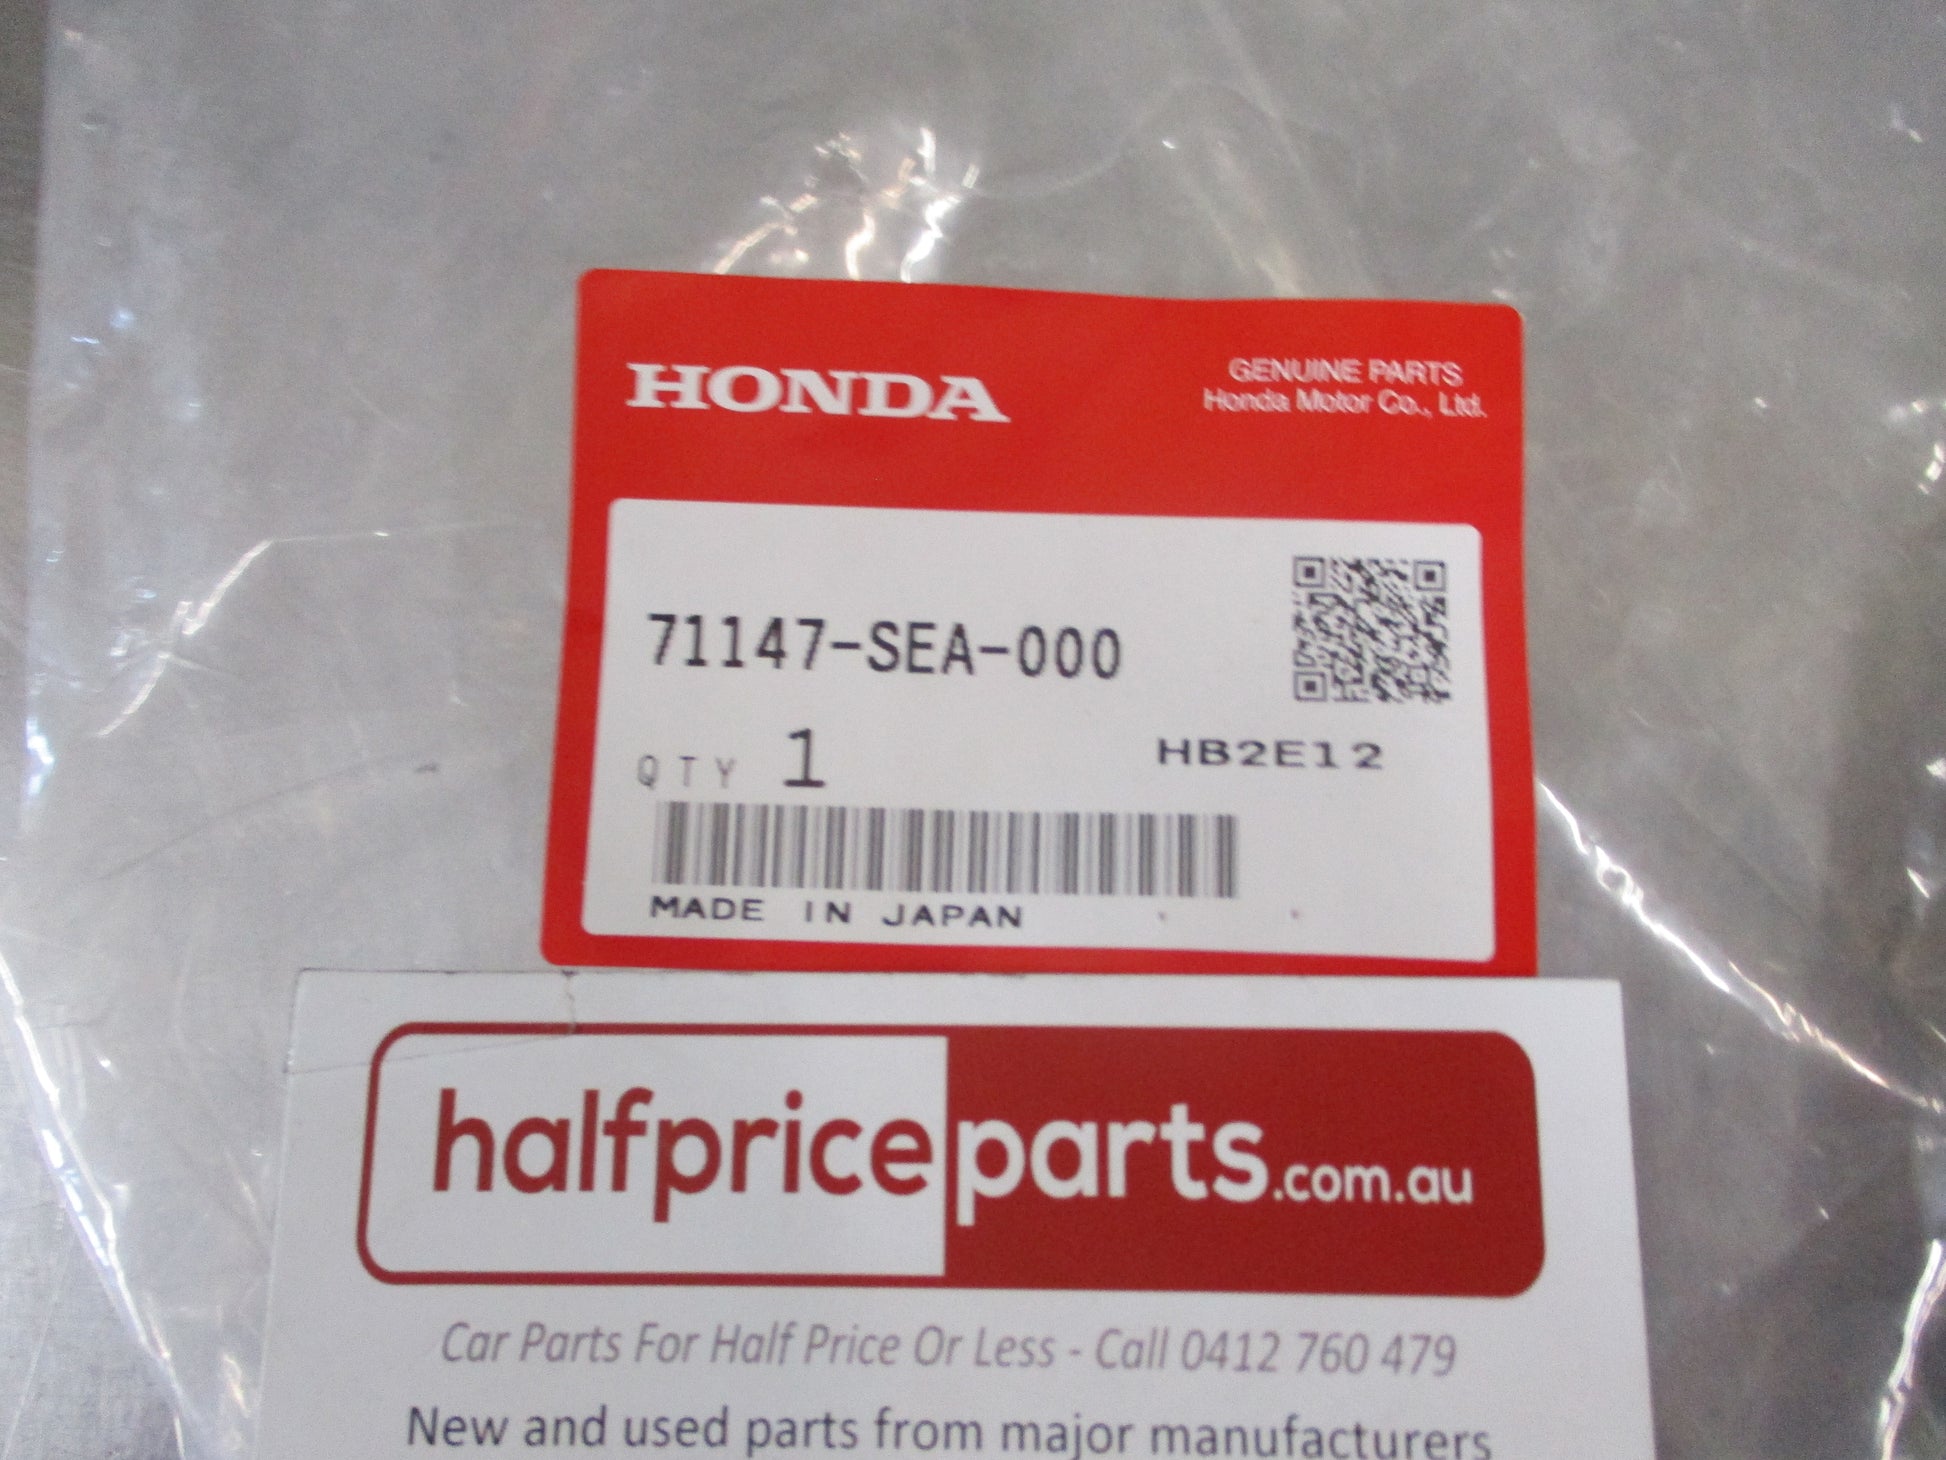 HONDA
GENUINE PARTS
Honda Motor Co., Ltd.
71147-SEA-000
QTY 1
HB2E12
MADE IN JAPAN
halfpriceparts.com.au
Car Parts For Half Price Or Less - Call 0412 760 479
New and used parts from major manufacturers